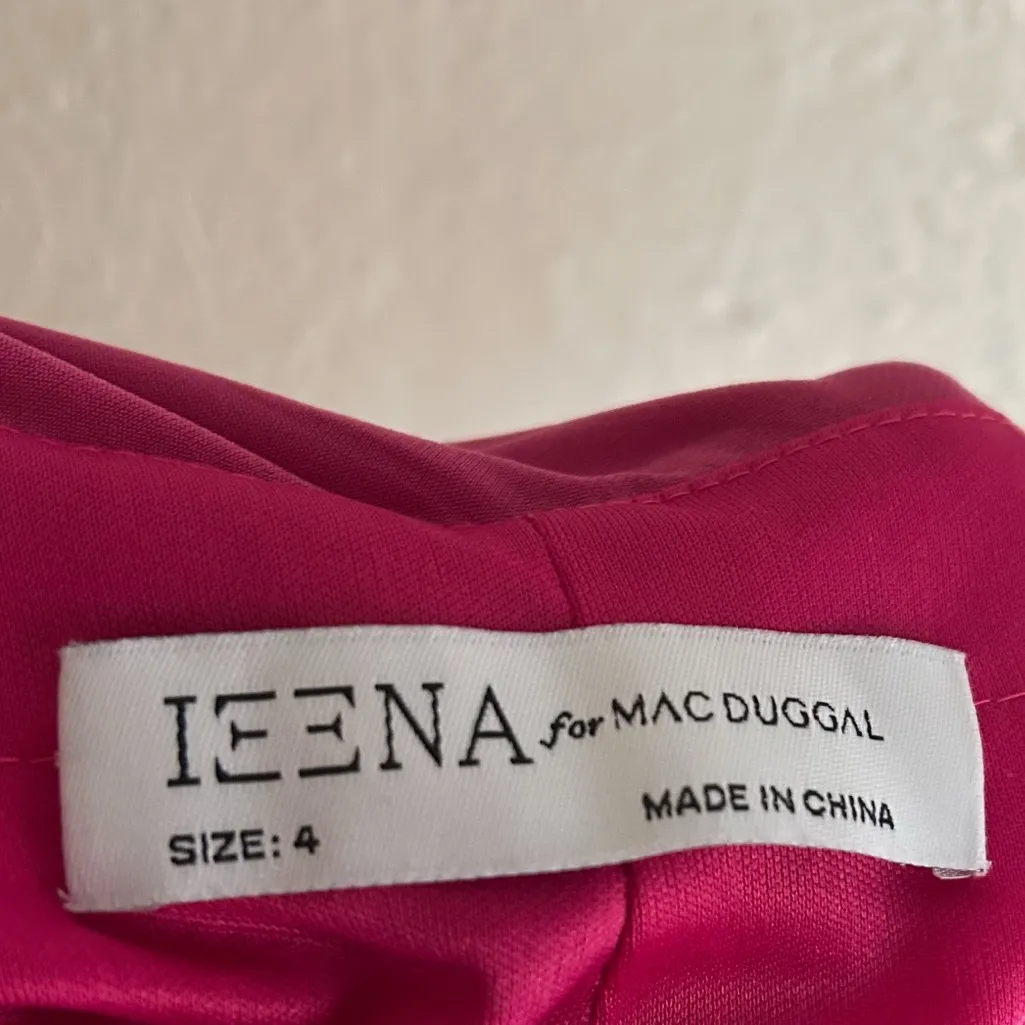 IEENA for MAC DUGGAL
MADE IN CHINA
SIZE: 4